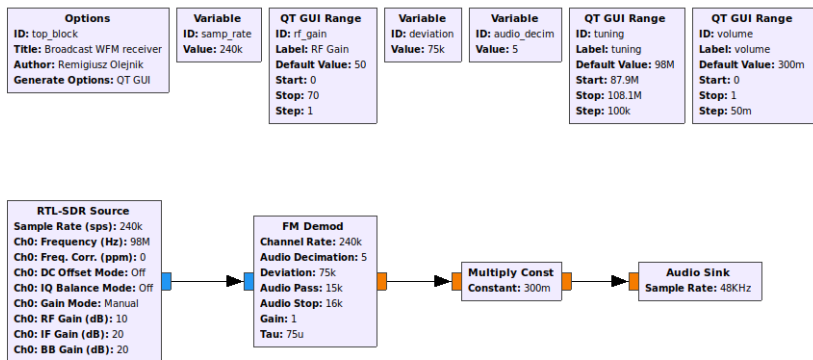 Options
ID: top_block
Title: Broadcast WFM receiver
Author: Remigiusz Olejnik
Generate Options: QT GUI
Variable
ID: samp_rate
Value: 240k
QT GUI Range
ID: rf_gain
Label: RF Gain
Default Value: 50
Start: 0
Stop: 70
Step: 1
Variable
ID: deviation
Value: 75k
Variable
ID: audio_decim
Value: 5
QT GUI Range
ID: tuning
Label: tuning
Default Value: 98M
Start: 87.9M
Stop: 108.1M
Step: 100k
QT GUI Range
ID: volume
Label: volume
Default Value: 300m
Start: 0
Stop: 1
Step: 50m
RTL-SDR Source
Sample Rate (sps): 240k
Ch0: Frequency (Hz): 98M
Ch0: Freq. Corr. (ppm): 0
Ch0: DC Offset Mode: Off
Ch0: IQ Balance Mode: Off
Ch0: Gain Mode: Manual
Ch0: RF Gain (dB): 10
Ch0: IF Gain (dB): 20
Ch0: BB Gain (dB): 20
FM Demod
Channel Rate: 240k
Audio Decimation: 5
Deviation: 75k
Audio Pass: 15k
Audio Stop: 16k
Gain: 1
Tau: 75u
Multiply Const
Constant: 300m
Audio Sink
Sample Rate: 48KHz